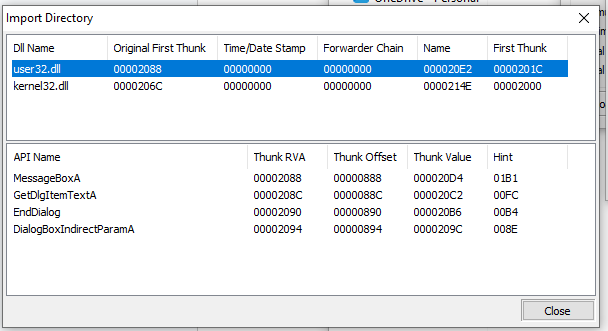 OneDrive - Personal
Import Directory
Dll Name Original First Thunk Time/Date Stamp Forwarder Chain Name First Thunk
user32.dll 00002088 00000000 00000000 000020E2 0000201C
kernel32.dll 0000206C 00000000 00000000 0000214E 00002000
API Name Thunk RVA Thunk Offset Thunk Value Hint
MessageBoxA 00002088 00000888 000020D4 01B1
GetDlgItemTextA 0000208C 0000088C 000020C2 00FC
EndDialog 00002090 00000890 000020B6 00B4
DialogBoxIndirectParamA 00002094 00000894 0000209C 008E
Close